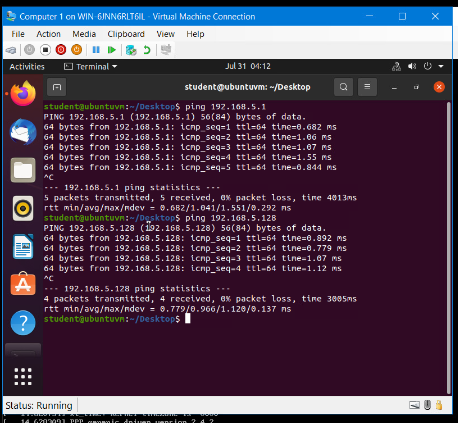 Computer 1 on WIN-6JNN6RLT6IL - Virtual Machine Connection
File Action Media Clipboard View Help
Activities Terminal Jul 31 04:12
student@ubuntuvm: ~/Desktop
student@ubuntuvm:~/Desktop$ ping 192.168.5.1
PING 192.168.5.1 (192.168.5.1) 56(84) bytes of data.
64 bytes from 192.168.5.1: icmp_seq=1 ttl=64 time=0.682 ms
64 bytes from 192.168.5.1: icmp_seq=2 ttl=64 time=1.06 ms
64 bytes from 192.168.5.1: icmp_seq=3 ttl=64 time=1.07 ms
64 bytes from 192.168.5.1: icmp_seq=4 ttl=64 time=1.55 ms
64 bytes from 192.168.5.1: icmp_seq=5 ttl=64 time=0.844 ms
^C
--- 192.168.5.1 ping statistics ---
5 packets transmitted, 5 received, 0% packet loss, time 4013ms
rtt min/avg/max/mdev = 0.682/1.041/1.551/0.292 ms
student@ubuntuvm:~/Desktop$ ping 192.168.5.128
PING 192.168.5.128 (192.168.5.128) 56(84) bytes of data.
64 bytes from 192.168.5.128: icmp_seq=1 ttl=64 time=0.892 ms
64 bytes from 192.168.5.128: icmp_seq=2 ttl=64 time=0.779 ms
64 bytes from 192.168.5.128: icmp_seq=3 ttl=64 time=1.07 ms
64 bytes from 192.168.5.128: icmp_seq=4 ttl=64 time=1.12 ms
^C
--- 192.168.5.128 ping statistics ---
4 packets transmitted, 4 received, 0% packet loss, time 3005ms
rtt min/avg/max/mdev = 0.779/0.966/1.120/0.137 ms
student@ubuntuvm:~/Desktop$
Status: Running
PPP generic driver version 2.4.2